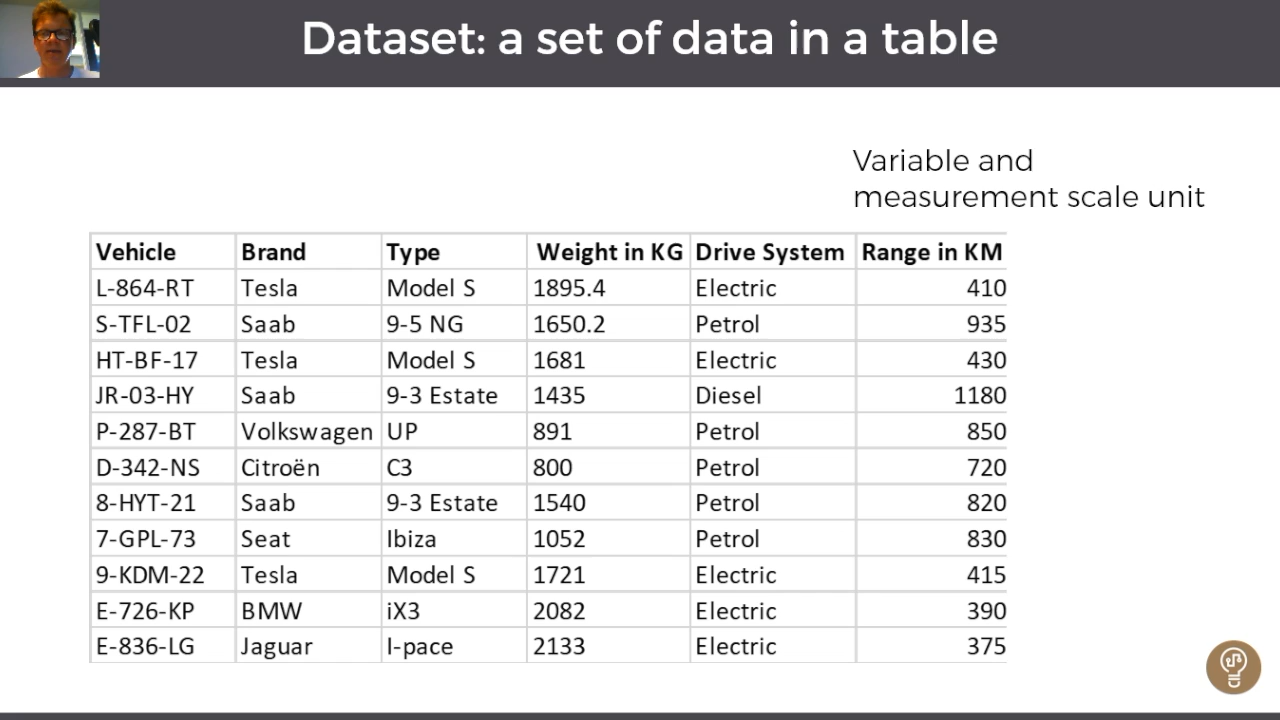 Dataset: a set of data in a table
Variable and
measurement scale unit
Vehicle Brand Type Weight in KG Drive System Range in KM
L-864-RT Tesla Model S 1895.4 Electric 410
S-TFL-02 Saab 9-5 NG 1650.2 Petrol 935
HT-BF-17 Tesla Model S 1681 Electric 430
JR-03-HY Saab 9-3 Estate 1435 Diesel 1180
P-287-BT Volkswagen UP 891 Petrol 850
D-342-NS Citroën C3 800 Petrol 720
8-HYT-21 Saab 9-3 Estate 1540 Petrol 820
7-GPL-73 Seat Ibiza 1052 Petrol 830
9-KDM-22 Tesla Model S 1721 Electric 415
E-726-KP BMW iX3 2082 Electric 390
E-836-LG Jaguar I-pace 2133 Electric 375